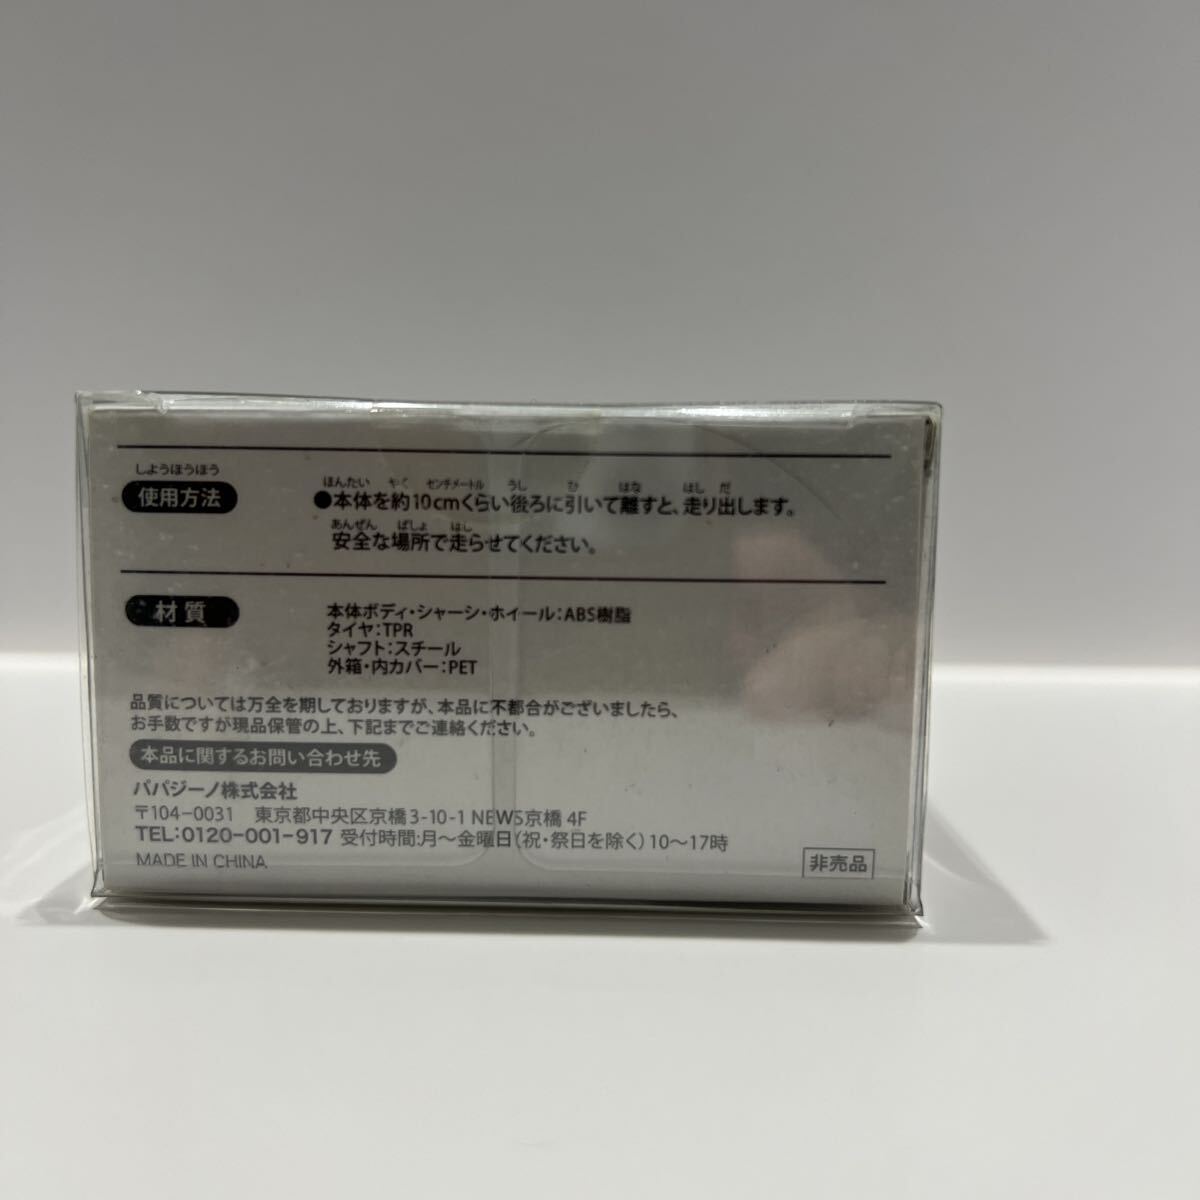 しようほうほう
使用方法
ほんたい やく センチメートル うし ひ はな はし だ
●本体を約10cmくらい後ろに引いて離すと、走り出します。
あんぜん ばしょ はし
安全な場所で走らせてください。
材質
本体ボディ・シャーシ・ホイール:ABS樹脂
タイヤ:TPR
シャフト:スチール
外箱・内カバー:PET
品質については万全を期しておりますが、本品に不都合がございましたら、
お手数ですが現品保管の上、下記までご連絡ください。
本品に関するお問い合わせ先
パパジーノ株式会社
〒104-0031 東京都中央区京橋3-10-1 NEWS京橋 4F
TEL:0120-001-917 受付時間:月〜金曜日(祝・祭日を除く)10〜17時
MADE IN CHINA
非売品